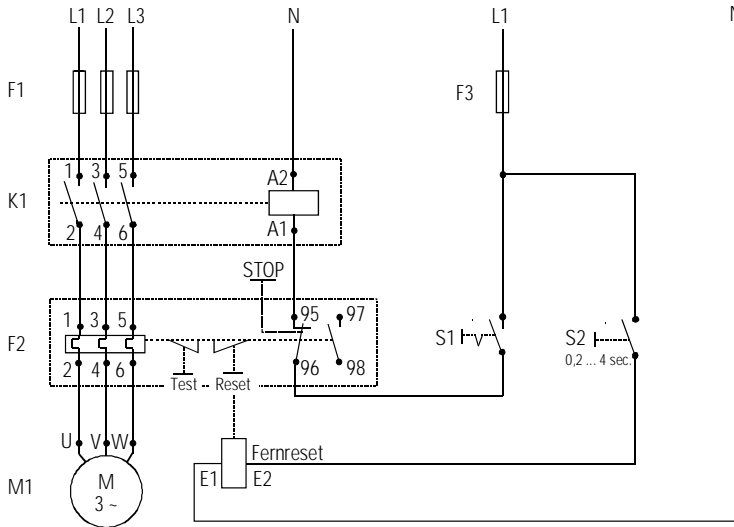 L1 L2 L3 N L1 N
F1 F3
1 3 5 A2
K1
2 4 6 A1
STOP
1 3 5 95 97
F2 S1 S2
0,2 ... 4 sec.
2 4 6 Test Reset 96 98
U V W Fernreset
E1 E2
M1 M
3 ~